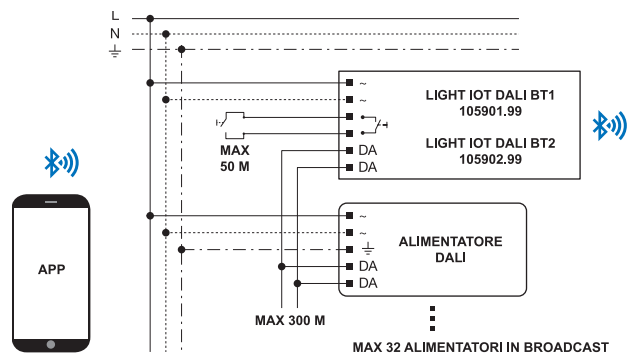 L
N
~
~
LIGHT IOT DALI BT1
105901.99
LIGHT IOT DALI BT2
105902.99
DA
DA
MAX
50 M
APP
~
~
ALIMENTATORE
DALI
DA
DA
MAX 300 M
MAX 32 ALIMENTATORI IN BROADCAST